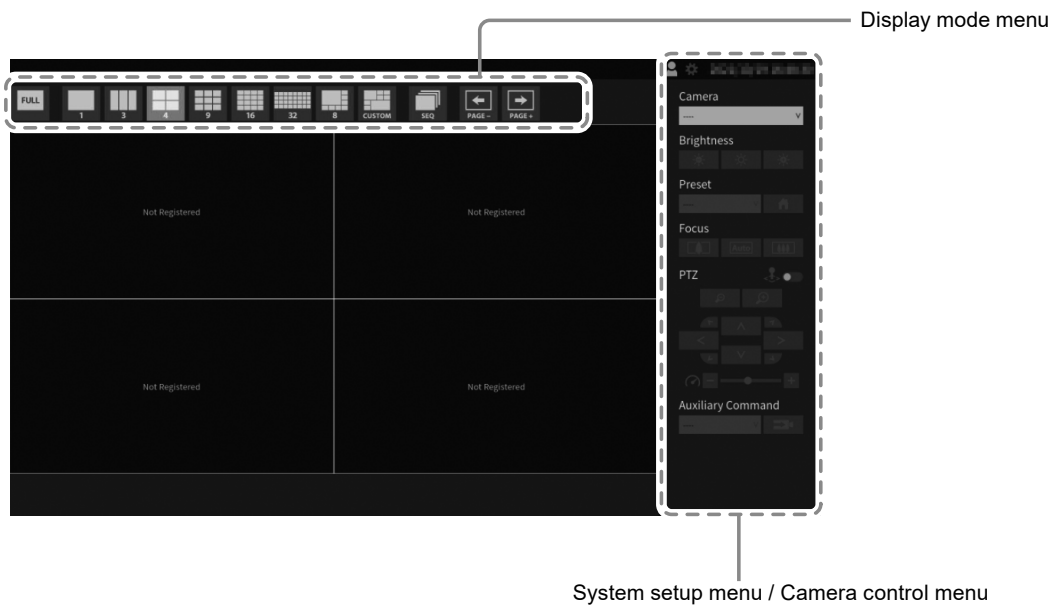 Display mode menu
FULL
1
3
4
9
16
32
8
CUSTOM
SEQ
PAGE -
PAGE +
Camera
----
Brightness
Not Registered
Not Registered
Preset
----
Focus
Auto
PTZ
Not Registered
Not Registered
Auxiliary Command
----
System setup menu / Camera control menu